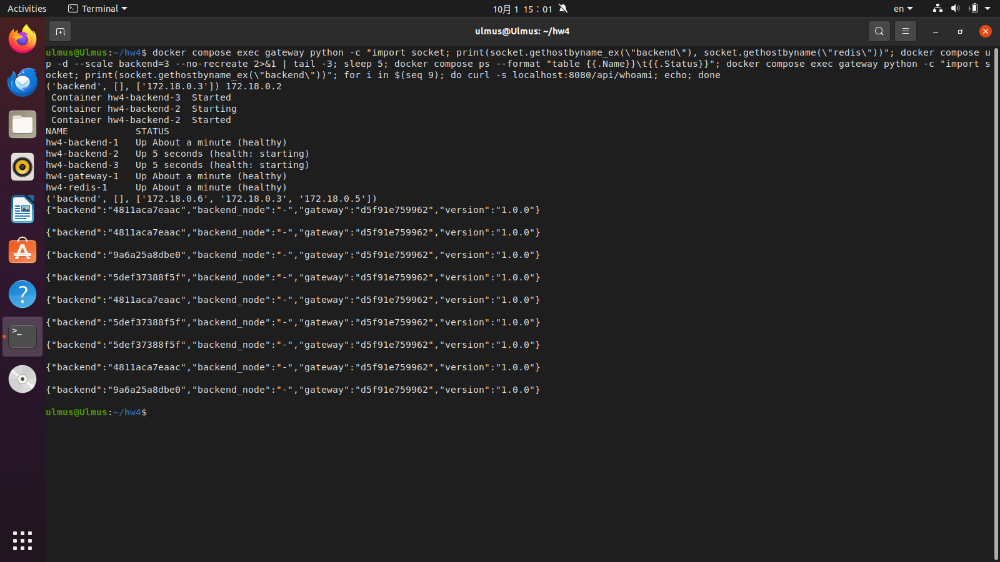 Activities
Terminal
10月 1 15：01
en
ulmus@Ulmus: ~/hw4
ulmus@Ulmus:~/hw4$ docker compose exec gateway python -c "import socket; print(socket.gethostbyname_ex(\"backend\"), socket.gethostbyname(\"redis\"))"; docker compose u
p -d --scale backend=3 --no-recreate 2>&1 | tail -3; sleep 5; docker compose ps --format "table {{.Name}}\t{{.Status}}"; docker compose exec gateway python -c "import s
ocket; print(socket.gethostbyname_ex(\"backend\"))"; for i in $(seq 9); do curl -s localhost:8080/api/whoami; echo; done
('backend', [], ['172.18.0.3']) 172.18.0.2
 Container hw4-backend-3  Started
 Container hw4-backend-2  Starting
 Container hw4-backend-2  Started
NAME            STATUS
hw4-backend-1   Up About a minute (healthy)
hw4-backend-2   Up 5 seconds (health: starting)
hw4-backend-3   Up 5 seconds (health: starting)
hw4-gateway-1   Up About a minute (healthy)
hw4-redis-1     Up About a minute (healthy)
('backend', [], ['172.18.0.6', '172.18.0.3', '172.18.0.5'])
{"backend":"4811aca7eaac","backend_node":"-","gateway":"d5f91e759962","version":"1.0.0"}
{"backend":"4811aca7eaac","backend_node":"-","gateway":"d5f91e759962","version":"1.0.0"}
{"backend":"9a6a25a8dbe0","backend_node":"-","gateway":"d5f91e759962","version":"1.0.0"}
{"backend":"5def37388f5f","backend_node":"-","gateway":"d5f91e759962","version":"1.0.0"}
{"backend":"4811aca7eaac","backend_node":"-","gateway":"d5f91e759962","version":"1.0.0"}
{"backend":"5def37388f5f","backend_node":"-","gateway":"d5f91e759962","version":"1.0.0"}
{"backend":"5def37388f5f","backend_node":"-","gateway":"d5f91e759962","version":"1.0.0"}
{"backend":"4811aca7eaac","backend_node":"-","gateway":"d5f91e759962","version":"1.0.0"}
{"backend":"9a6a25a8dbe0","backend_node":"-","gateway":"d5f91e759962","version":"1.0.0"}
ulmus@Ulmus:~/hw4$